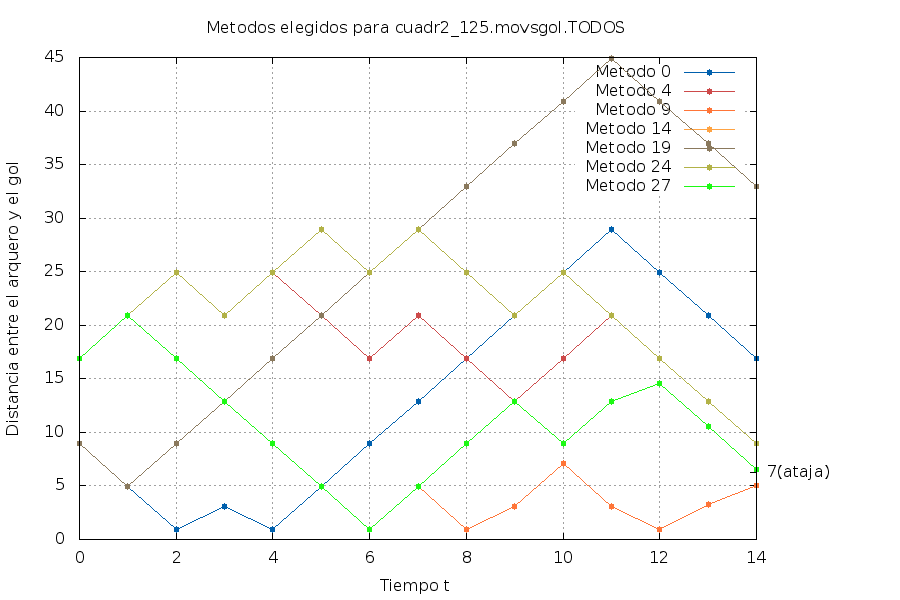 Metodos elegidos para cuadr2_125.movsgol.TODOS
45
40
35
30
25
20
15
10
5
0
Distancia entre el arquero y el gol
Metodo 0
Metodo 4
Metodo 9
Metodo 14
Metodo 19
Metodo 24
Metodo 27
7(ataja)
0 2 4 6 8 10 12 14
Tiempo t